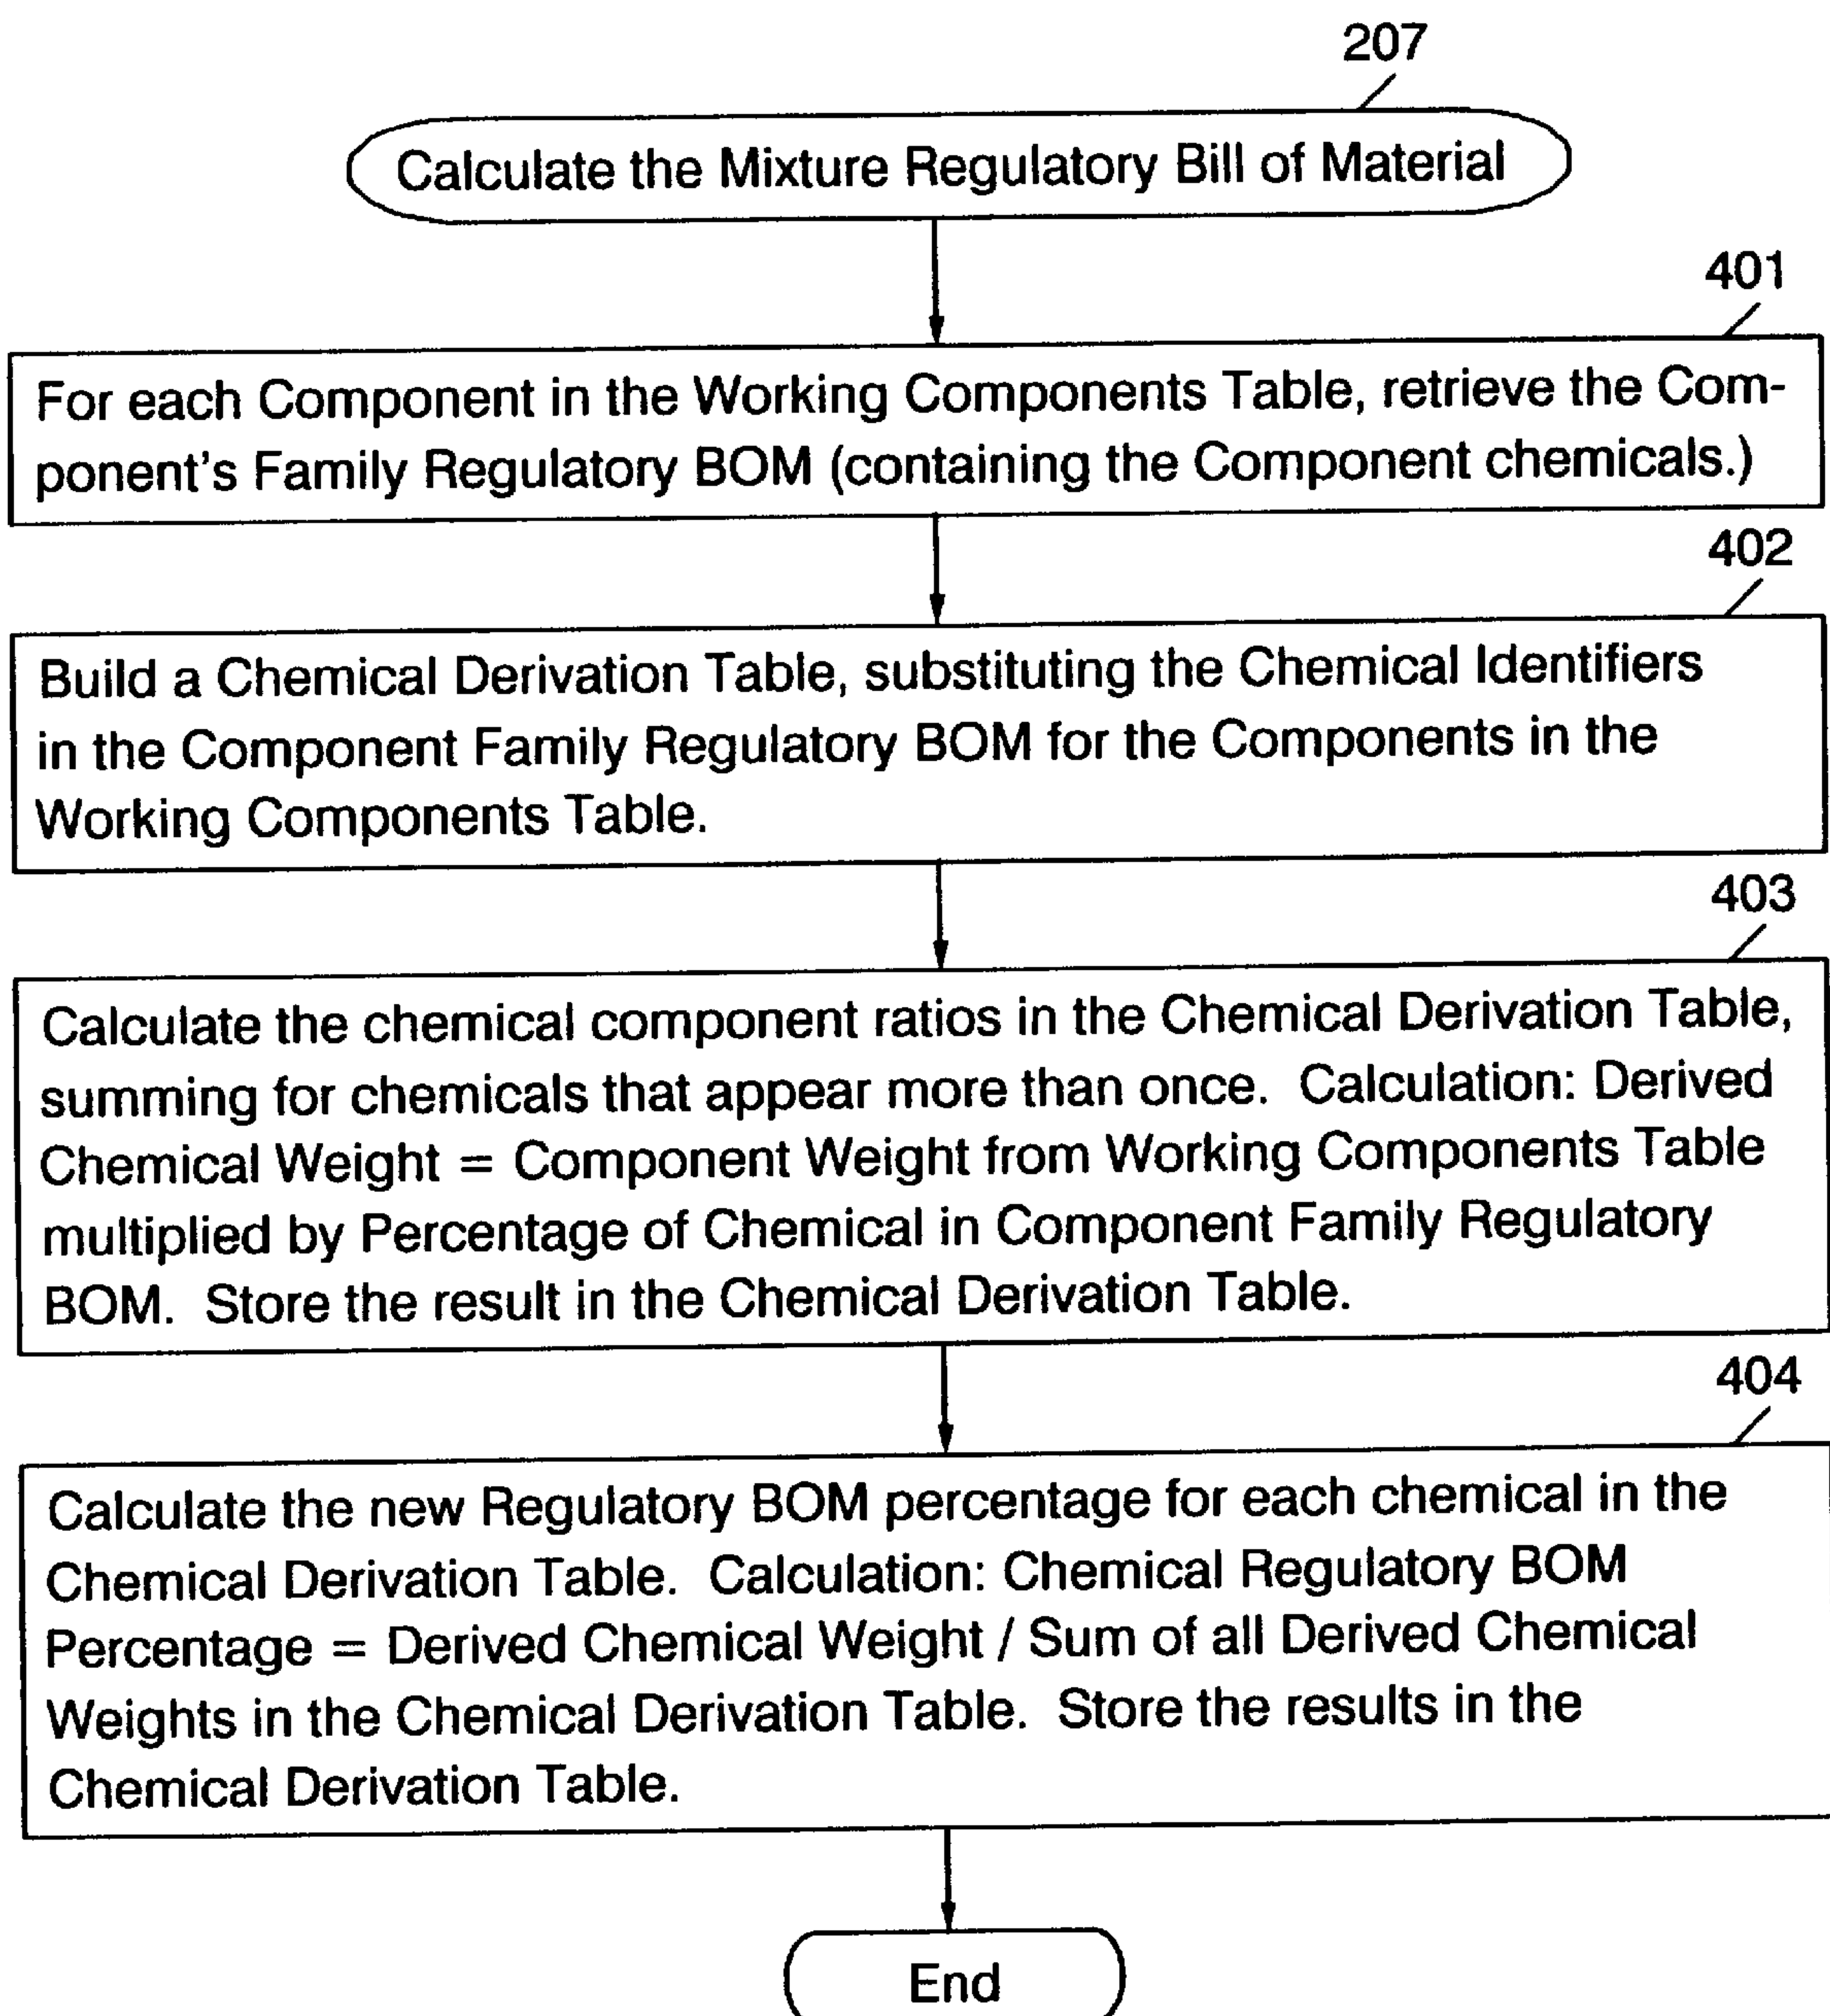 207
Calculate the Mixture Regulatory Bill of Material
401
For each Component in the Working Components Table, retrieve the Com-
ponent's Family Regulatory BOM (containing the Component chemicals.)
402
Build a Chemical Derivation Table, substituting the Chemical Identifiers
in the Component Family Regulatory BOM for the Components in the
Working Components Table.
403
Calculate the chemical component ratios in the Chemical Derivation Table,
summing for chemicals that appear more than once. Calculation: Derived
Chemical Weight = Component Weight from Working Components Table
multiplied by Percentage of Chemical in Component Family Regulatory
BOM. Store the result in the Chemical Derivation Table.
404
Calculate the new Regulatory BOM percentage for each chemical in the
Chemical Derivation Table. Calculation: Chemical Regulatory BOM
Percentage = Derived Chemical Weight / Sum of all Derived Chemical
Weights in the Chemical Derivation Table. Store the results in the
Chemical Derivation Table.
End